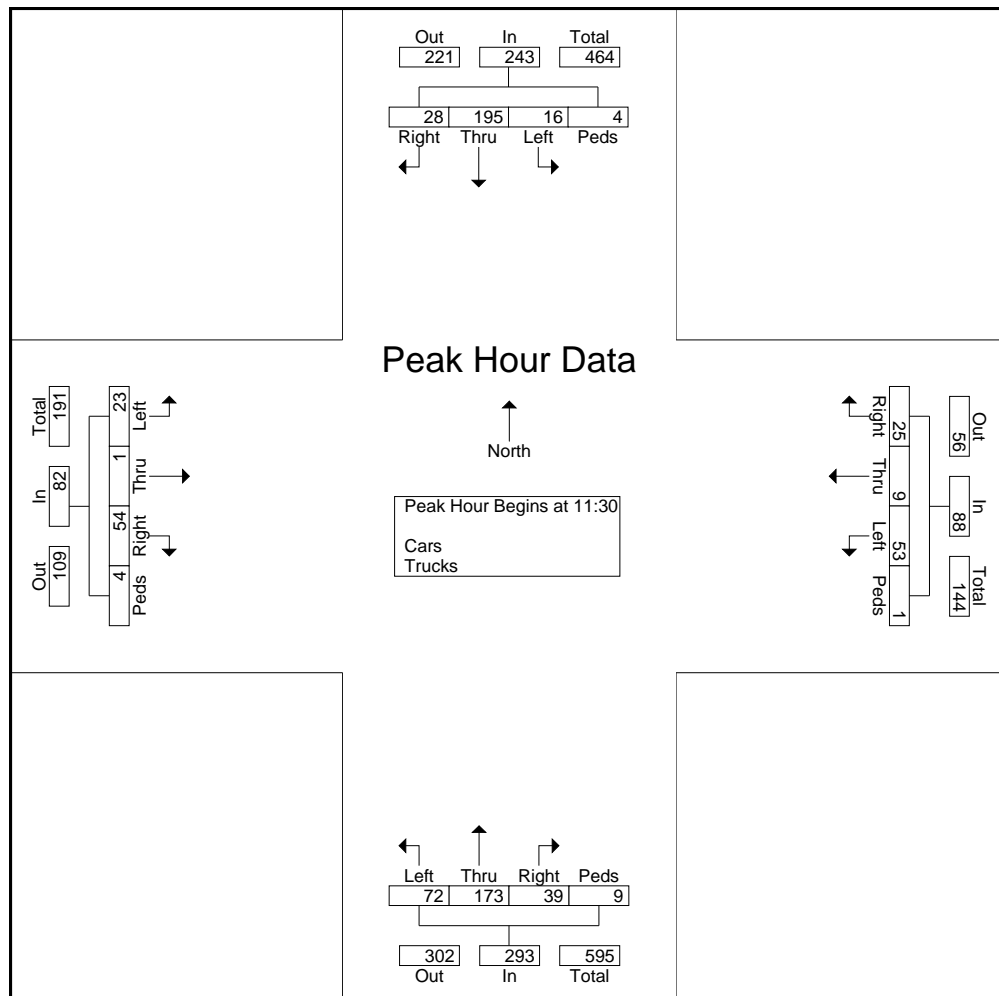 Out In Total
221 243 464
28 195 16 4
Right Thru Left Peds
Peak Hour Data
North
Peak Hour Begins at 11:30
Cars
Trucks
Total In Out
191 82 109
23 1 54 4
Left Thru Right Peds
Right Thru Left Peds
25 9 53 1
Out In Total
56 88 144
Left Thru Right Peds
72 173 39 9
302 293 595
Out In Total